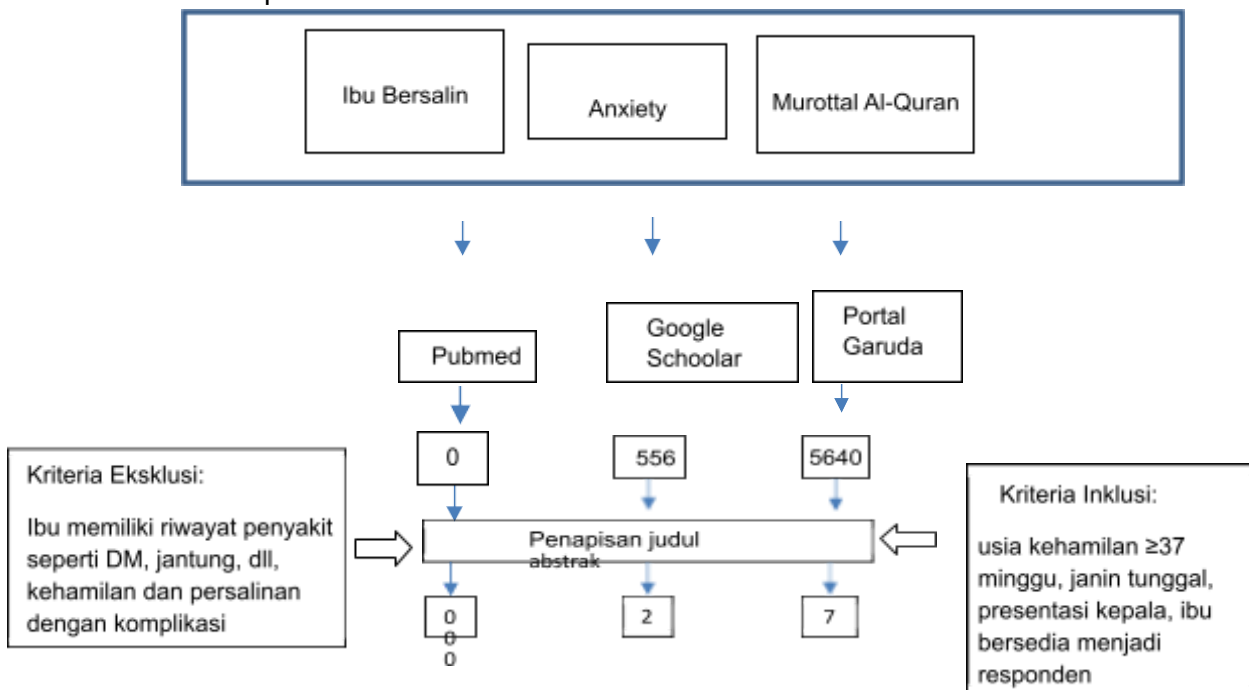 Ibu Bersalin
Anxiety
Murottal Al-Quran
Pubmed
Google
Schoolar
Portal
Garuda
0
556
5640
Kriteria Eksklusi:
Ibu memiliki riwayat penyakit
seperti DM, jantung, dll,
kehamilan dan persalinan
dengan komplikasi
Penapisan judul
abstrak
Kriteria Inklusi:
usia kehamilan ≥37
minggu, janin tunggal,
presentasi kepala, ibu
bersedia menjadi
responden
0
0
0
2
7